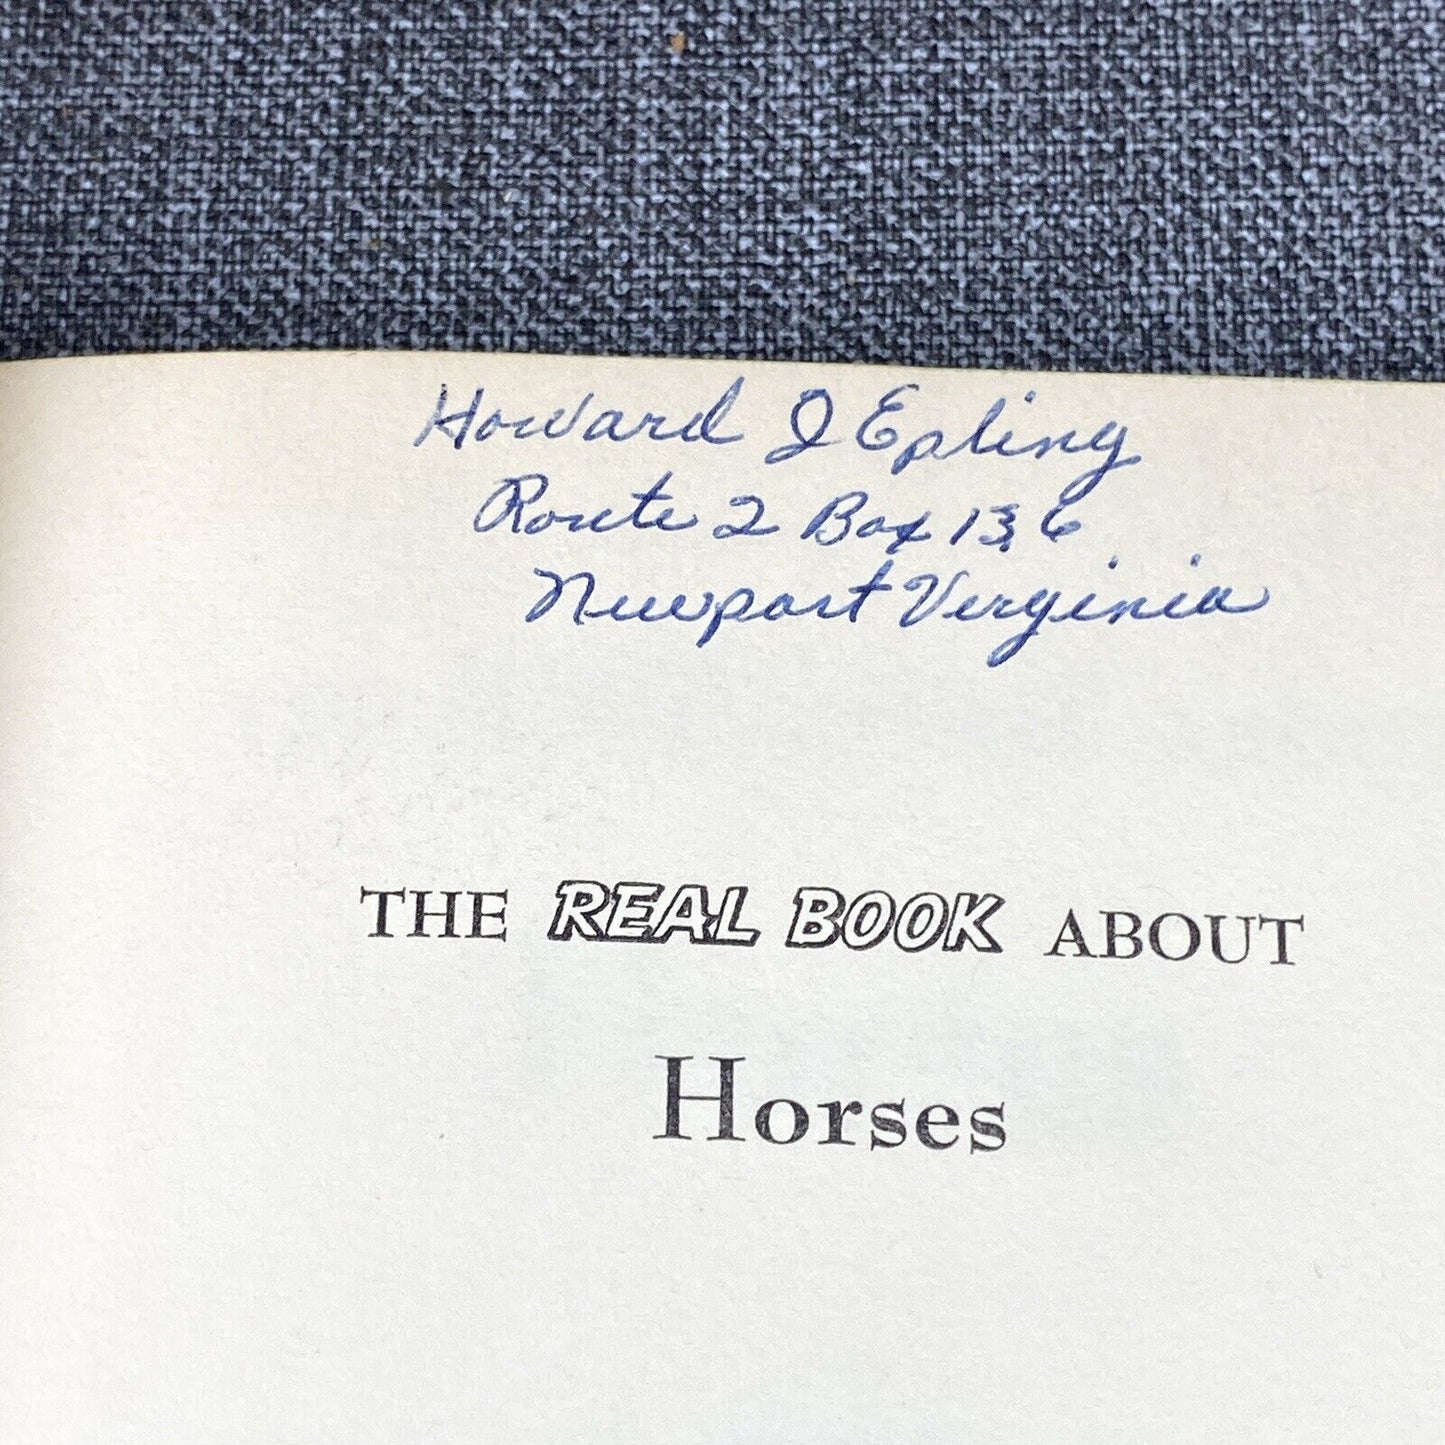 Howard J Epling
Route 2 Box 136
Newport Virginia
THE REAL BOOK ABOUT
Horses